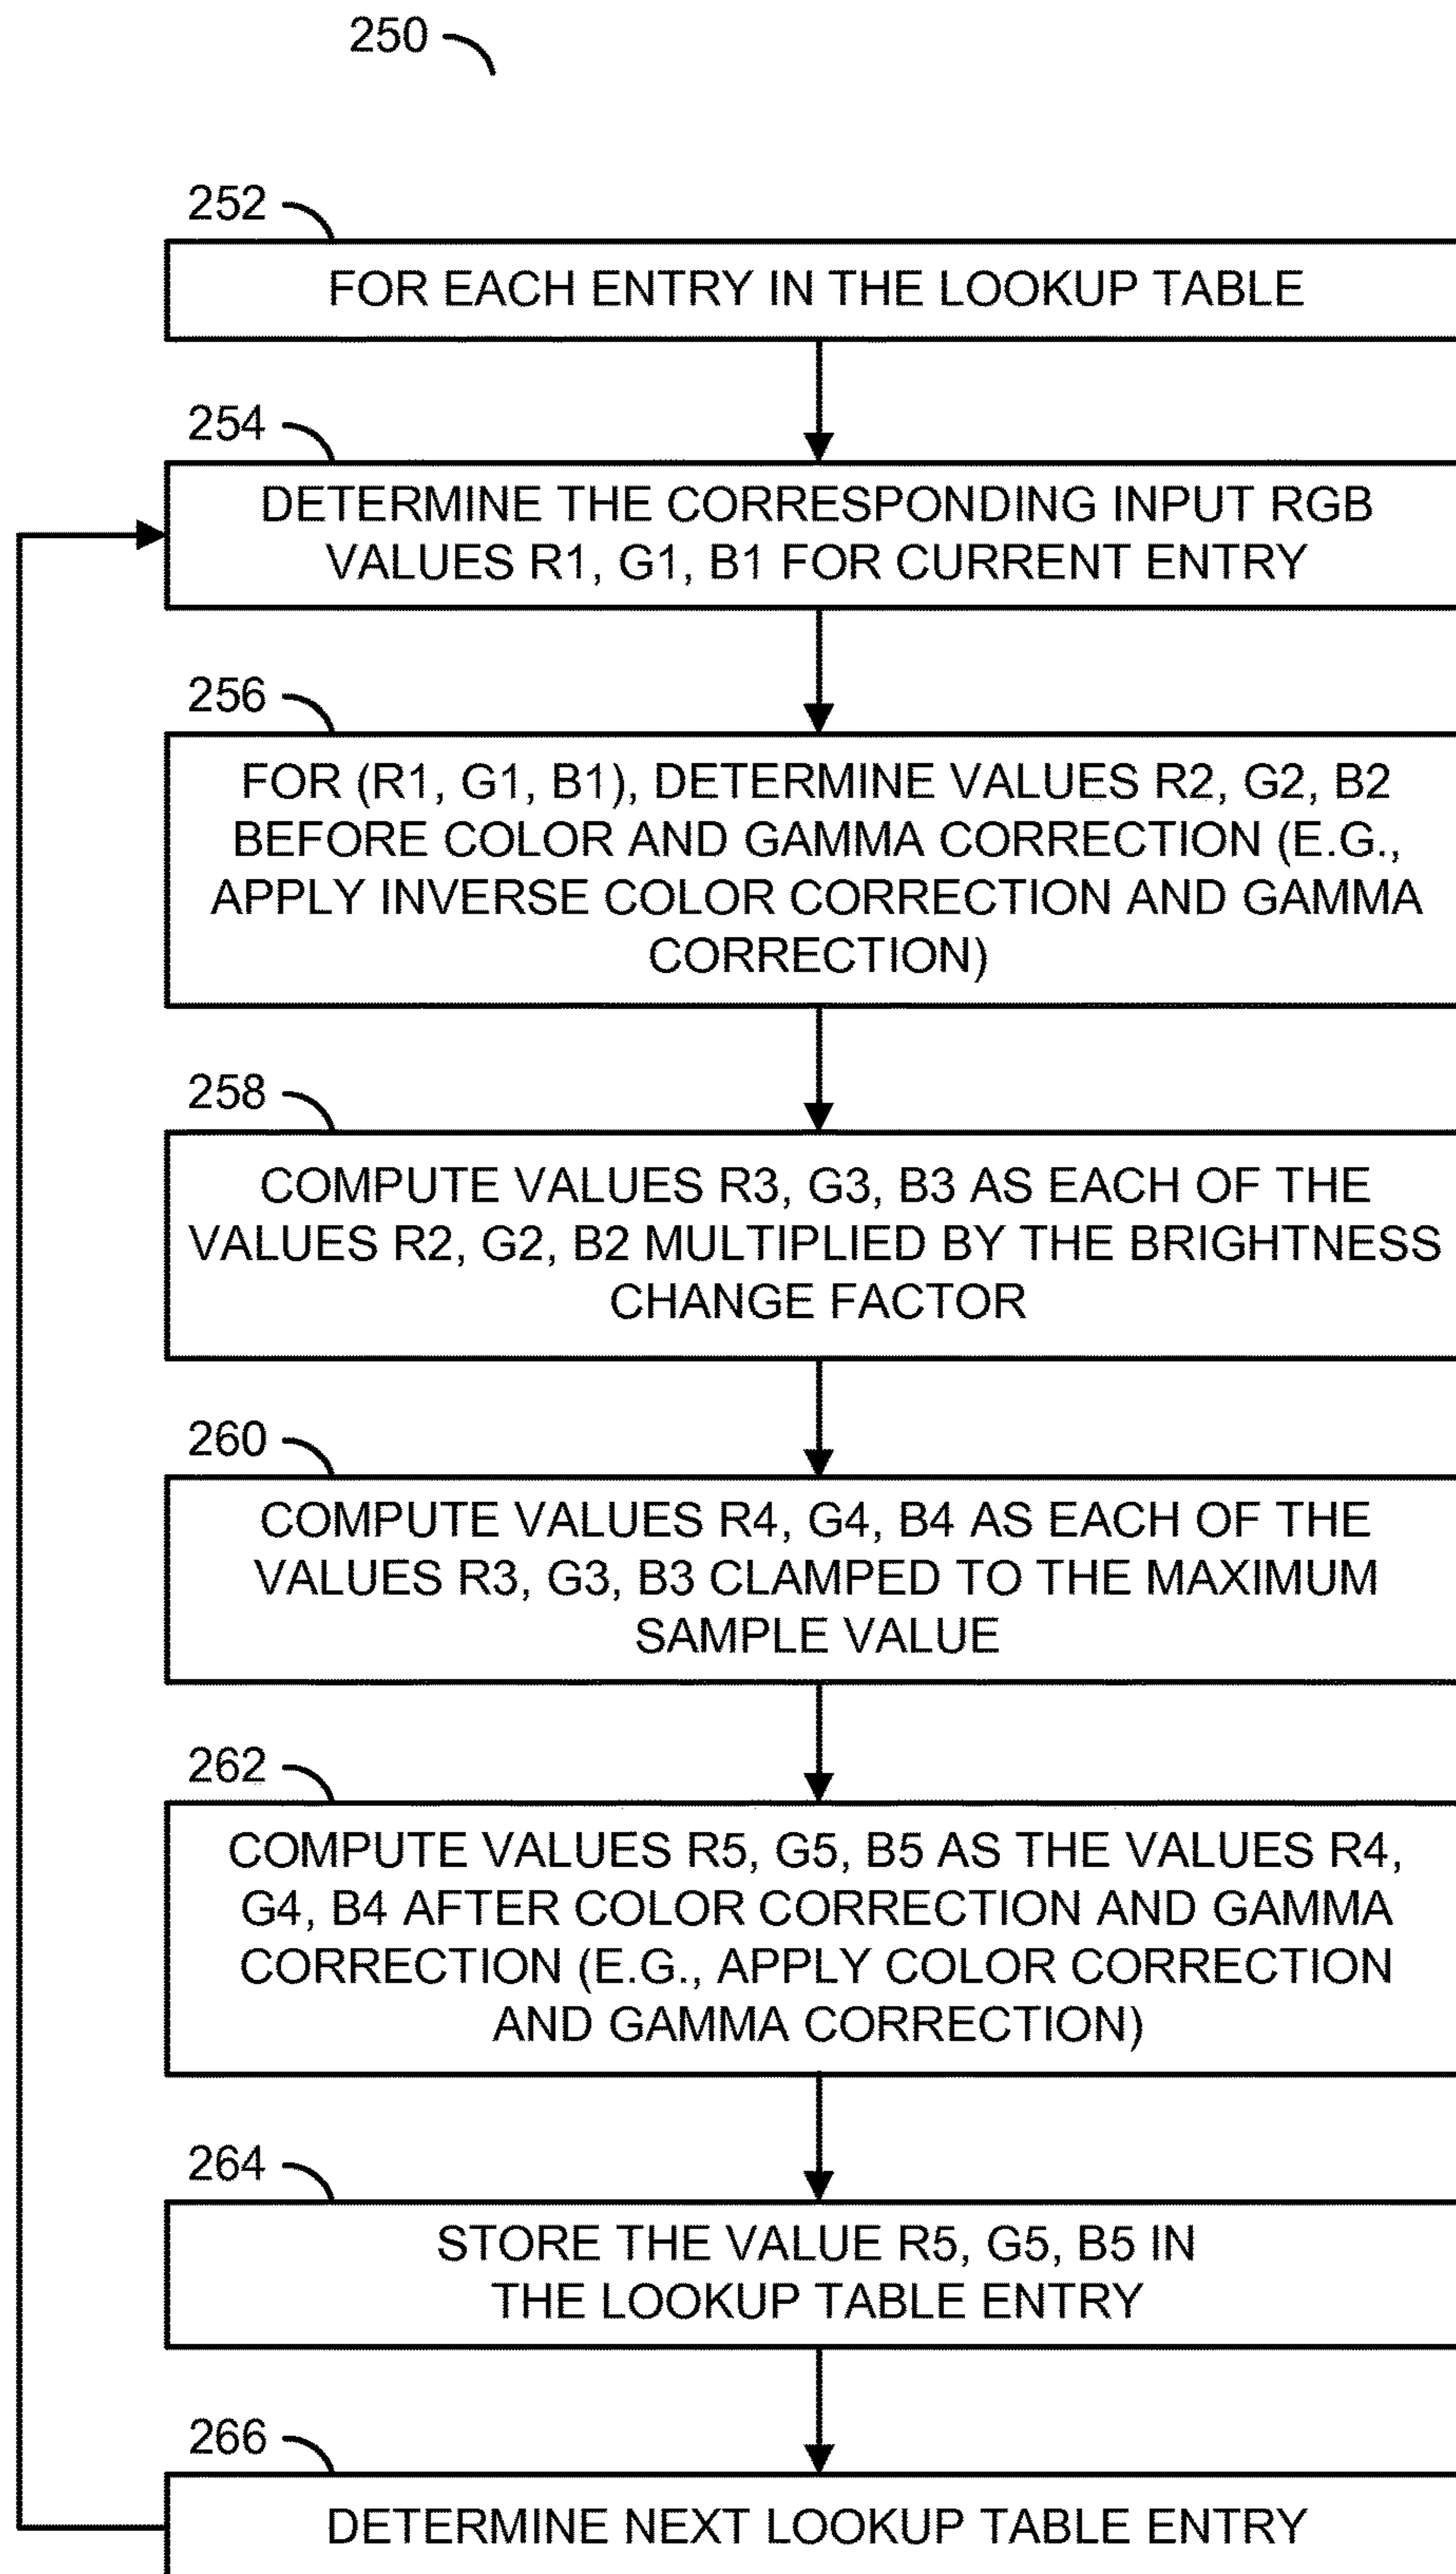 250
252
FOR EACH ENTRY IN THE LOOKUP TABLE
254
DETERMINE THE CORRESPONDING INPUT RGB
VALUES R1, G1, B1 FOR CURRENT ENTRY
256
FOR (R1, G1, B1), DETERMINE VALUES R2, G2, B2
BEFORE COLOR AND GAMMA CORRECTION (E.G.,
APPLY INVERSE COLOR CORRECTION AND GAMMA
CORRECTION)
258
COMPUTE VALUES R3, G3, B3 AS EACH OF THE
VALUES R2, G2, B2 MULTIPLIED BY THE BRIGHTNESS
CHANGE FACTOR
260
COMPUTE VALUES R4, G4, B4 AS EACH OF THE
VALUES R3, G3, B3 CLAMPED TO THE MAXIMUM
SAMPLE VALUE
262
COMPUTE VALUES R5, G5, B5 AS THE VALUES R4,
G4, B4 AFTER COLOR CORRECTION AND GAMMA
CORRECTION (E.G., APPLY COLOR CORRECTION
AND GAMMA CORRECTION)
264
STORE THE VALUE R5, G5, B5 IN
THE LOOKUP TABLE ENTRY
266
DETERMINE NEXT LOOKUP TABLE ENTRY